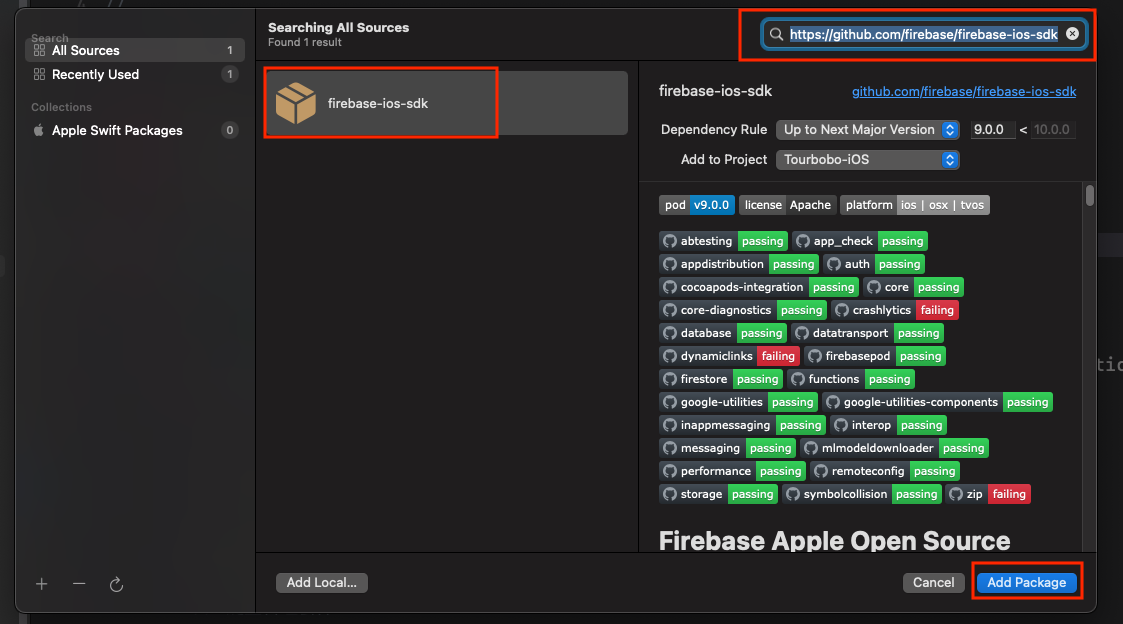 Search
All Sources 1
Recently Used 1
Collections
Apple Swift Packages 0
Searching All Sources
Found 1 result
https://github.com/firebase/firebase-ios-sdk
firebase-ios-sdk
firebase-ios-sdk github.com/firebase/firebase-ios-sdk
Dependency Rule Up to Next Major Version 9.0.0 < 10.0.0
Add to Project Tourbobo-iOS
pod v9.0.0 license Apache platform ios | osx | tvos
abtesting passing app_check passing
appdistribution passing auth passing
cocoapods-integration passing core passing
core-diagnostics passing crashlytics failing
database passing datatransport passing
dynamiclinks failing firebasepod passing
firestore passing functions passing
google-utilities passing google-utilities-components passing
inappmessaging passing interop passing
messaging passing mlmodeldownloader passing
performance passing remoteconfig passing
storage passing symbolcollision passing zip failing
Firebase Apple Open Source
Add Local... Cancel Add Package